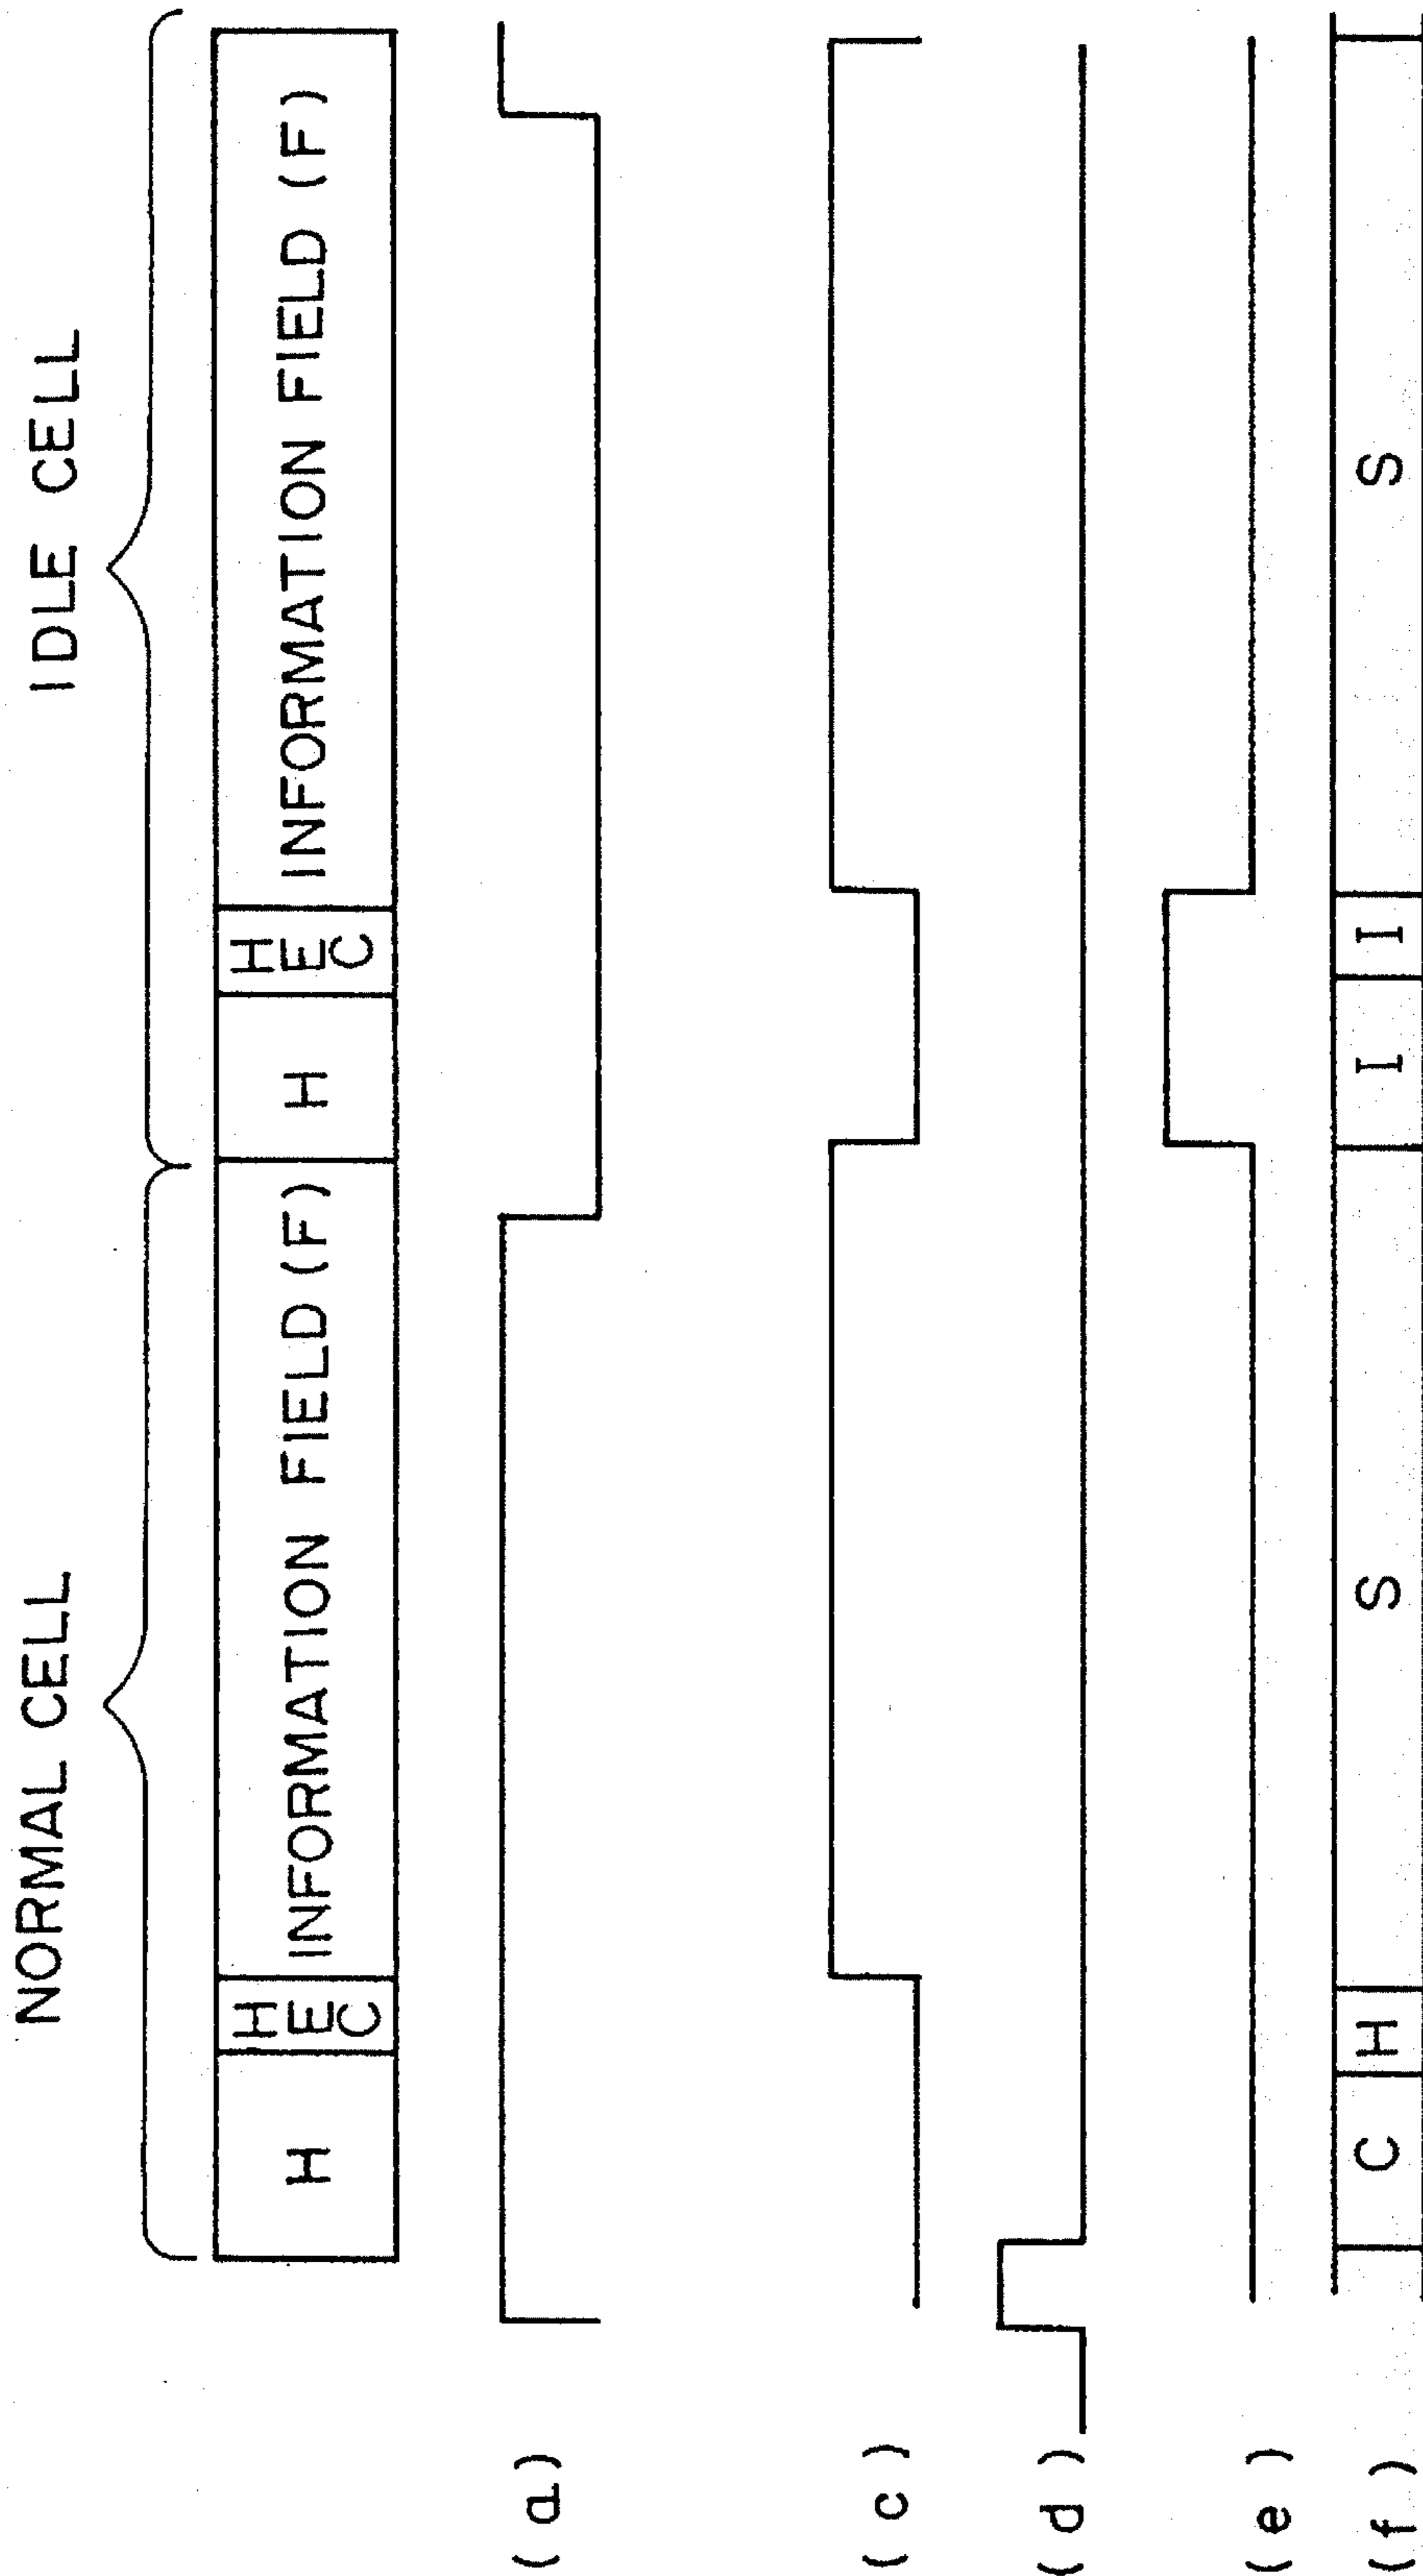 NORMAL CELL
IDLE CELL
H
HEC
INFORMATION FIELD (F)
H
HEC
INFORMATION FIELD (F)
(a)
(c)
(d)
(e)
(f)
C
H
S
I
I
S